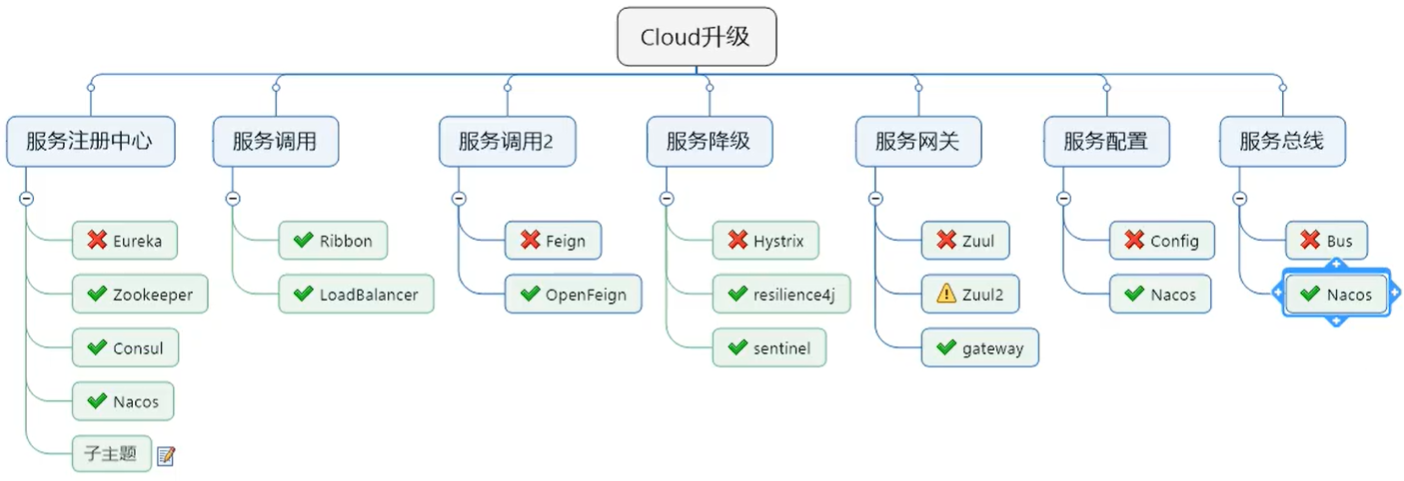 Cloud升级
服务注册中心
服务调用
服务调用2
服务降级
服务网关
服务配置
服务总线
Eureka
Zookeeper
Consul
Nacos
子主题
Ribbon
LoadBalancer
Feign
OpenFeign
Hystrix
resilience4j
sentinel
Zuul
Zuul2
gateway
Config
Nacos
Bus
Nacos